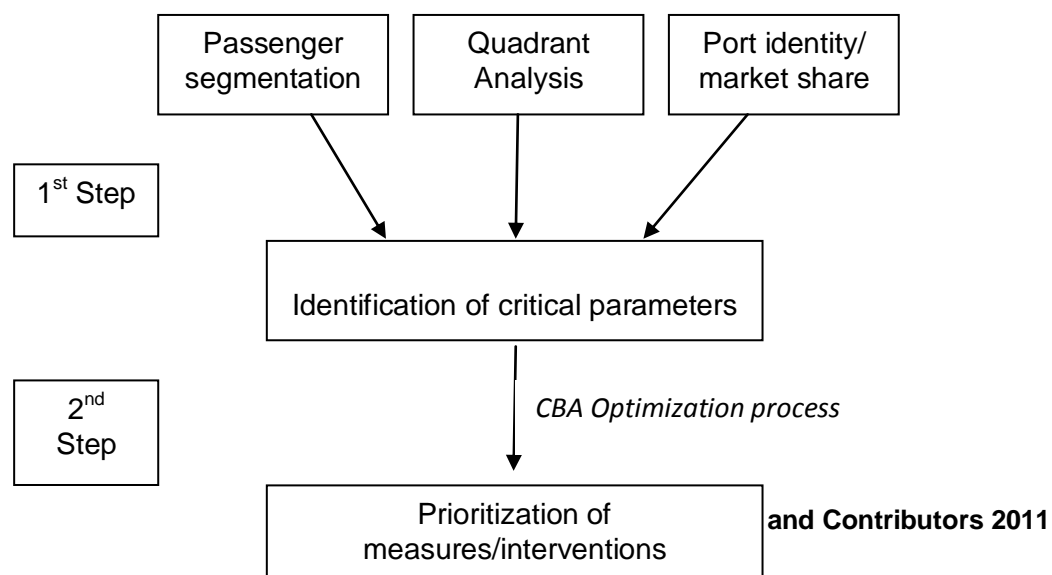 Passenger
segmentation
Quadrant
Analysis
Port identity/
market share
1st Step
Identification of critical parameters
2nd
Step
CBA Optimization process
Prioritization of
measures/interventions
and Contributors 2011